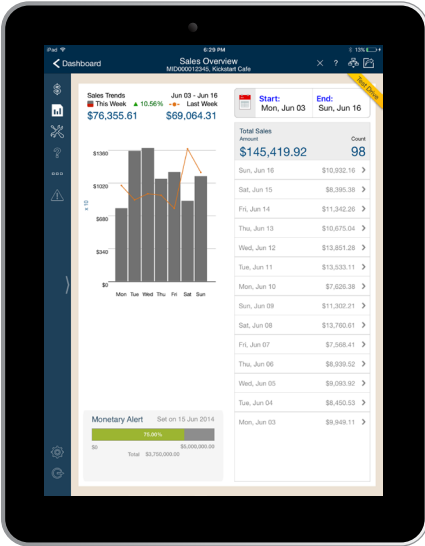 iPad 6:29 PM 13%
Dashboard
Sales Overview
MID000012345, Kickstart Cafe
Test Drive
Sales Trends Jun 03 - Jun 16
This Week ▲ 10.56% Last Week
$76,355.61 $69,064.31
x 10
$1360
$1020
$680
$340
$0
Mon Tue Wed Thu Fri Sat Sun
Monetary Alert Set on 15 Jun 2014
75.00%
$0 $5,000,000.00
Total $3,750,000.00
Start: End:
Mon, Jun 03 Sun, Jun 16
Total Sales
Amount Count
$145,419.92 98
Sun, Jun 16 $10,932.16
Sat, Jun 15 $8,395.38
Fri, Jun 14 $11,342.26
Thu, Jun 13 $10,675.04
Wed, Jun 12 $13,851.28
Tue, Jun 11 $13,533.11
Mon, Jun 10 $7,626.38
Sun, Jun 09 $11,302.21
Sat, Jun 08 $13,760.61
Fri, Jun 07 $7,568.41
Thu, Jun 06 $8,939.52
Wed, Jun 05 $9,093.92
Tue, Jun 04 $8,450.53
Mon, Jun 03 $9,949.11